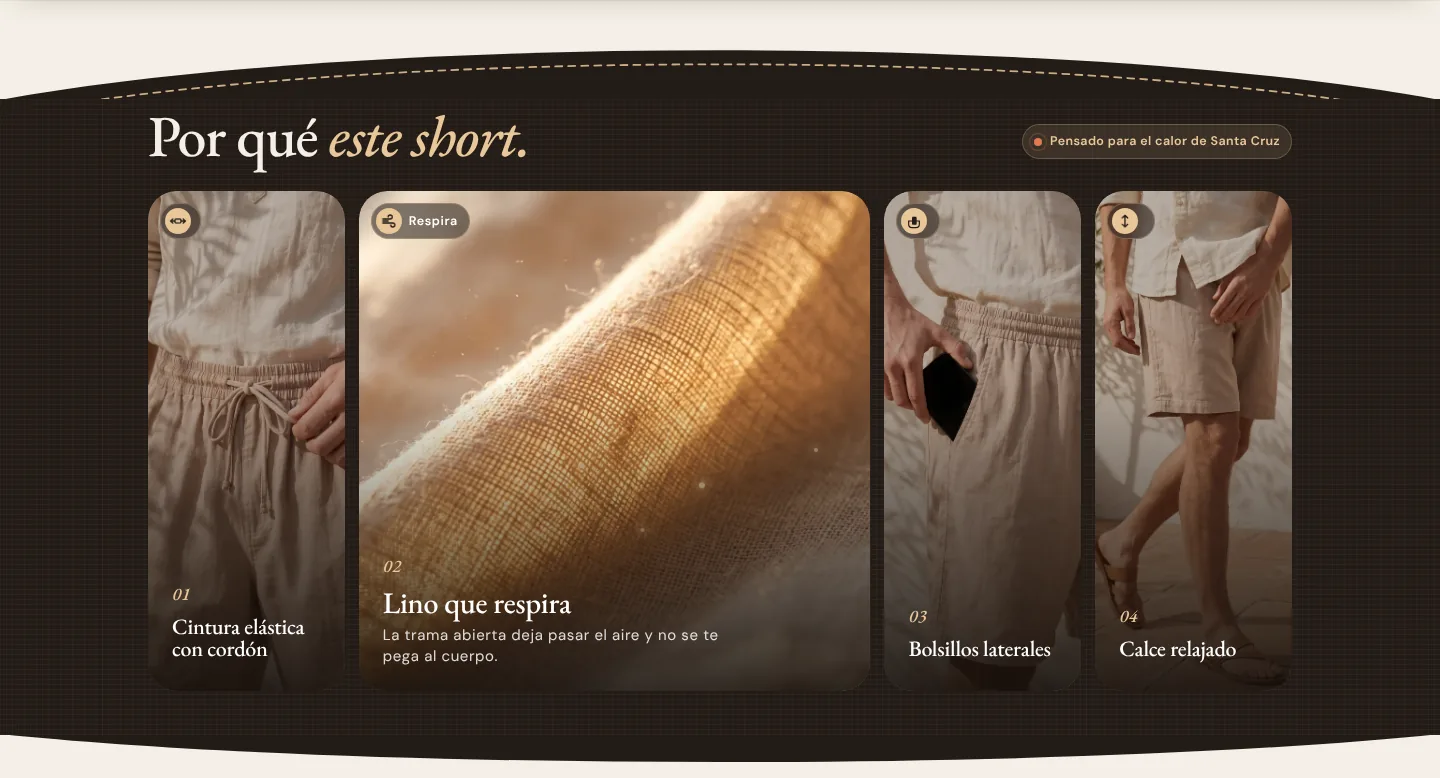 Por qué este short.
Pensado para el calor de Santa Cruz
Respira
01
Cintura elástica
con cordón
02
Lino que respira
La trama abierta deja pasar el aire y no se te
pega al cuerpo.
03
Bolsillos laterales
04
Calce relajado